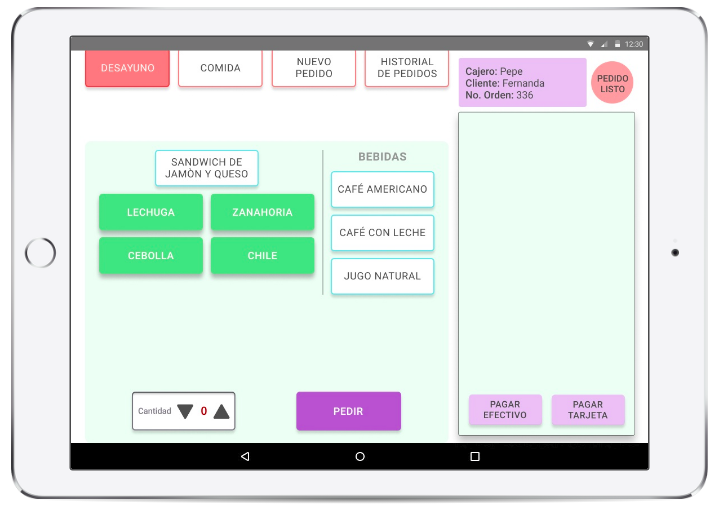 12:30
DESAYUNO
COMIDA
NUEVO
PEDIDO
HISTORIAL
DE PEDIDOS
Cajero: Pepe
Cliente: Fernanda
No. Orden: 336
PEDIDO
LISTO
SANDWICH DE
JAMÒN Y QUESO
LECHUGA
ZANAHORIA
CEBOLLA
CHILE
BEBIDAS
CAFÉ AMERICANO
CAFÉ CON LECHE
JUGO NATURAL
Cantidad 0
PEDIR
PAGAR
EFECTIVO
PAGAR
TARJETA